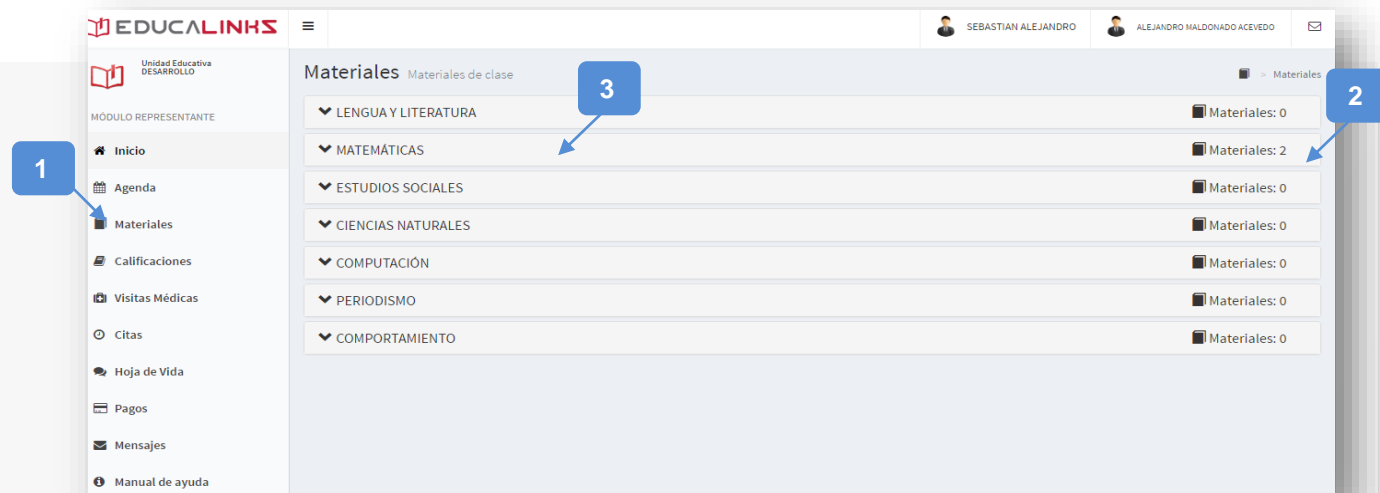 EDUCALINKS
SEBASTIAN ALEJANDRO
ALEJANDRO MALDONADO ACEVEDO
Unidad Educativa
DESARROLLO
Materiales Materiales de clase
> Materiales
3
2
MÓDULO REPRESENTANTE
LENGUA Y LITERATURA Materiales: 0
Inicio
MATEMÁTICAS Materiales: 2
1
Agenda
ESTUDIOS SOCIALES Materiales: 0
Materiales
CIENCIAS NATURALES Materiales: 0
Calificaciones
COMPUTACIÓN Materiales: 0
Visitas Médicas
PERIODISMO Materiales: 0
Citas
COMPORTAMIENTO Materiales: 0
Hoja de Vida
Pagos
Mensajes
Manual de ayuda